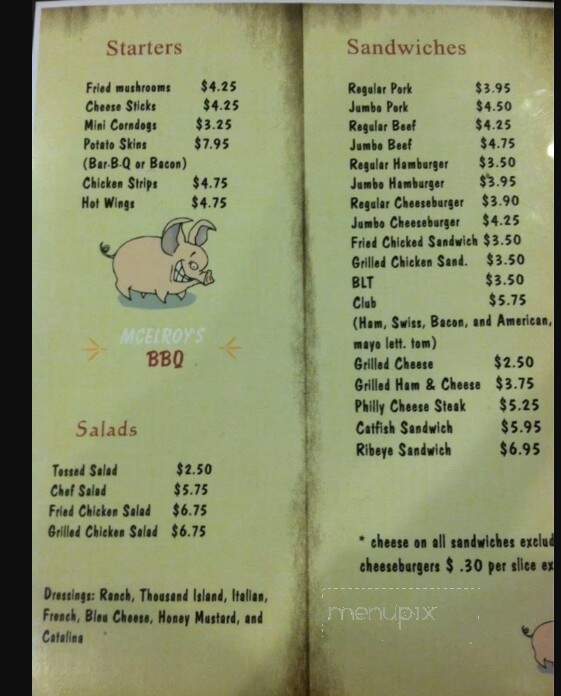 Starters
Fried mushrooms $4.25
Cheese Sticks $4.25
Mini Corndogs $3.25
Potato Skins $7.95
(Bar-B-Q or Bacon)
Chicken Strips $4.75
Hot Wings $4.75
MCELROY'S
BBQ
Salads
Tossed Salad $2.50
Chef Salad $5.75
Fried Chicken Salad $6.75
Grilled Chicken Salad $6.75
Dressings: Ranch, Thousand Island, Italian,
French, Bleu Cheese, Honey Mustard, and
Catalina
Sandwiches
Regular Pork $3.95
Jumbo Pork $4.50
Regular Beef $4.25
Jumbo Beef $4.75
Regular Hamburger $3.50
Jumbo Hamburger $3.95
Regular Cheeseburger $3.90
Jumbo Cheeseburger $4.25
Fried Chicked Sandwich $3.50
Grilled Chicken Sand. $3.50
BLT $3.50
Club $5.75
(Ham, Swiss, Bacon, and American,
mayo lett. tom)
Grilled Cheese $2.50
Grilled Ham & Cheese $3.75
Philly Cheese Steak $5.25
Catfish Sandwich $5.95
Ribeye Sandwich $6.95
* cheese on all sandwiches exclud
cheeseburgers $ .30 per slice ex
menupix